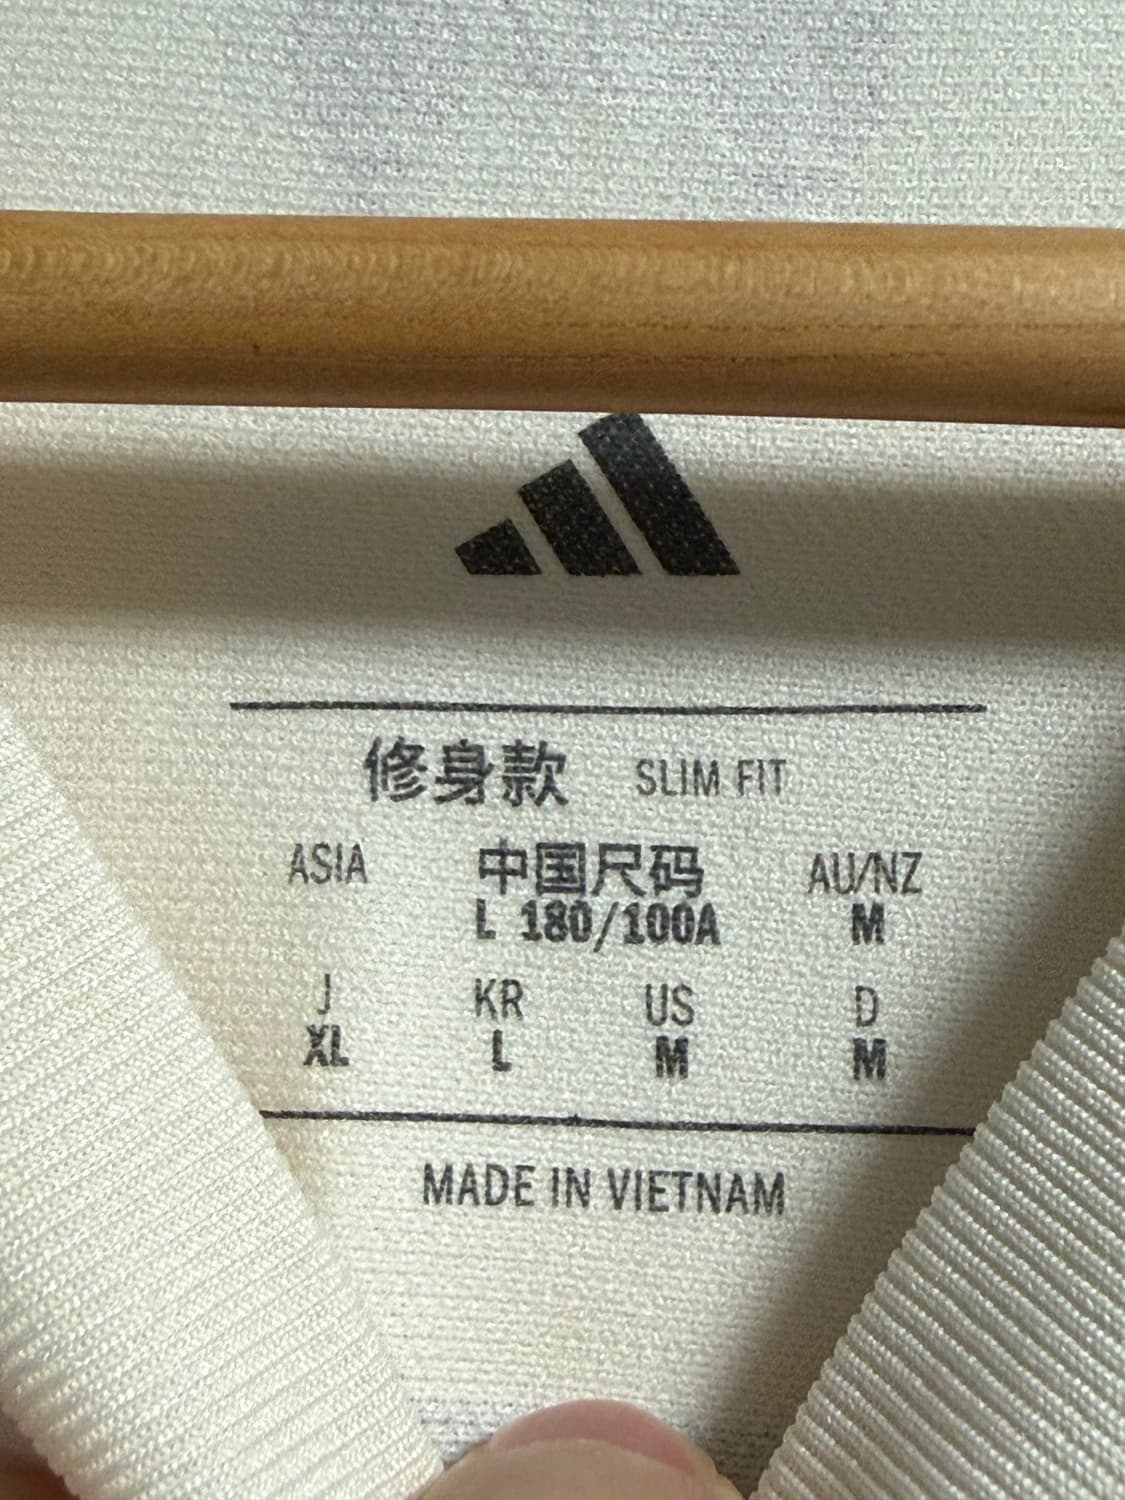 修身款 SLIM FIT
ASIA 中国尺码 AU/NZ
L 180/100A M
J KR US D
XL L M M
MADE IN VIETNAM